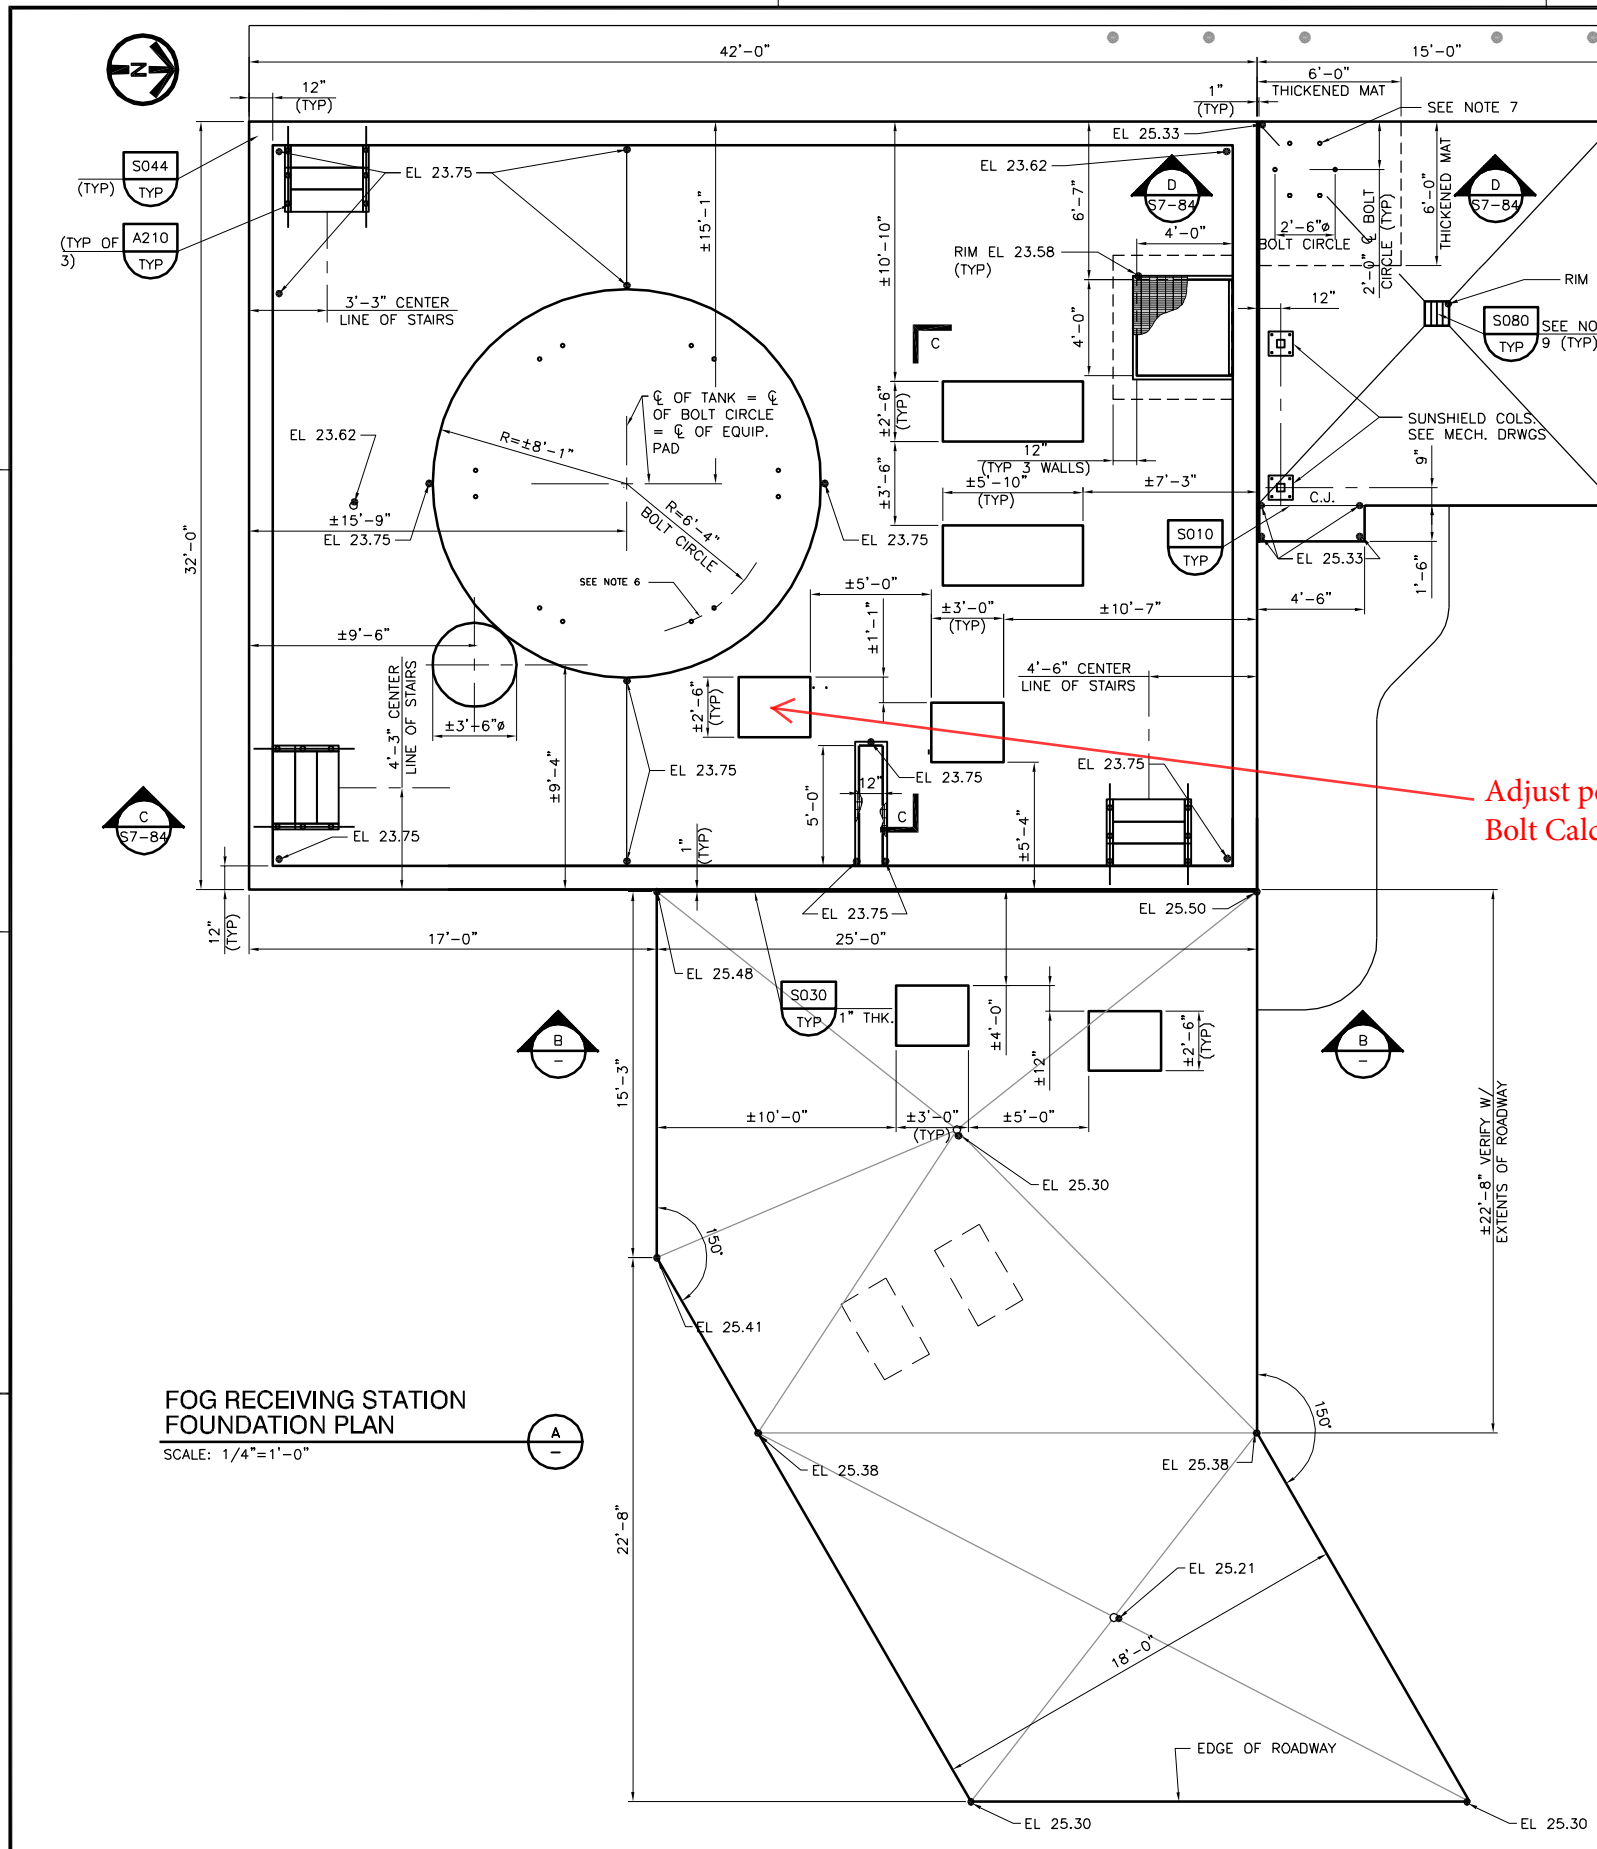 42'-0"
15'-0"
N
12"
(TYP)
1"
(TYP)
6'-0"
THICKENED MAT
SEE NOTE 7
EL 25.33
EL 23.62
S044
TYP
(TYP)
A210
TYP
(TYP OF
3)
EL 23.75
±15'-1"
±10'-10"
6'-7"
D
S7-84
D
S7-84
6'-0"
THICKENED MAT
2'-6"ø
BOLT CIRCLE
2'-0" ℄ BOLT
CIRCLE (TYP)
4'-0"
RIM EL 23.58
(TYP)
RIM
32'-0"
3'-3" CENTER
LINE OF STAIRS
4'-0"
12"
S080
TYP
SEE NO
9 (TYP)
C
℄ OF TANK = ℄
OF BOLT CIRCLE
= ℄ OF EQUIP.
PAD
R=±8'-1"
±2'-6"
(TYP)
SUNSHIELD COLS.
SEE MECH. DRWGS
EL 23.62
12"
(TYP 3 WALLS)
9"
±3'-6"
±5'-10"
(TYP)
±7'-3"
C.J.
±15'-9"
EL 23.75
R=6'-4"
BOLT CIRCLE
EL 23.75
S010
TYP
EL 25.33
1'-6"
SEE NOTE 6
±5'-0"
±1'-1"
±3'-0"
(TYP)
±10'-7"
4'-6"
±9'-6"
4'-3" CENTER
LINE OF STAIRS
4'-6" CENTER
LINE OF STAIRS
±2'-6"
(TYP)
±3'-6"ø
±9'-4"
EL 23.75
EL 23.75
EL 23.75
12"
5'-0"
C
±5'-4"
Adjust p
Bolt Calc
C
S7-84
EL 23.75
1"
(TYP)
12"
(TYP)
EL 23.75
EL 25.50
17'-0"
25'-0"
EL 25.48
S030
TYP
1" THK.
±4'-0"
±12"
±2'-6"
(TYP)
B
–
B
–
15'-3"
±10'-0"
±3'-0"
(TYP)
±5'-0"
±22'-8" VERIFY W/
EXTENTS OF ROADWAY
EL 25.30
150°
EL 25.41
FOG RECEIVING STATION
FOUNDATION PLAN
SCALE: 1/4"=1'-0"
A
–
150°
EL 25.38
EL 25.38
22'-8"
EL 25.21
18'-0"
EDGE OF ROADWAY
EL 25.30
EL 25.30